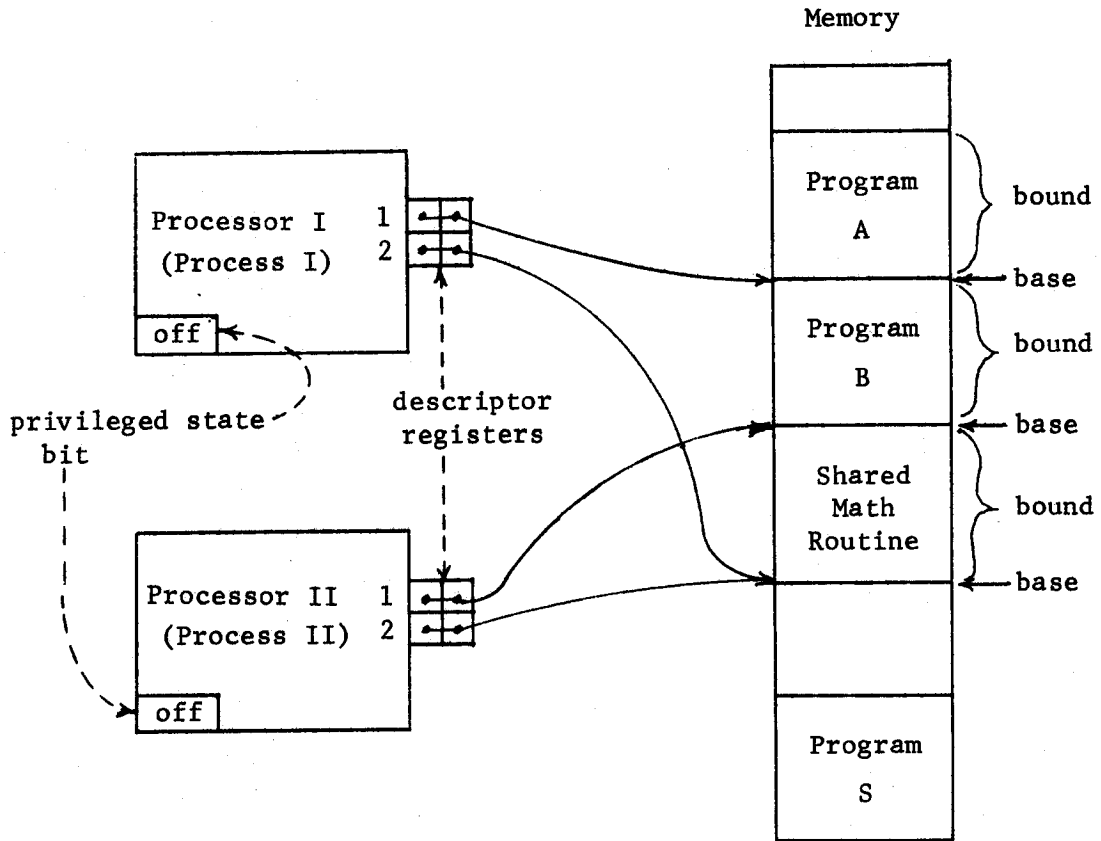 Memory
Program
A
bound
base
Processor I
(Process I)
1
2
off
Program
B
bound
base
privileged state
bit
descriptor
registers
Shared
Math
Routine
bound
base
Processor II
(Process II)
1
2
off
Program
S